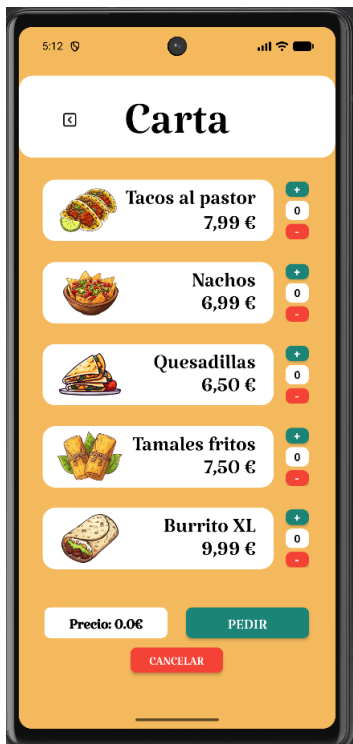 5:12
Carta
Tacos al pastor
7,99 €
+
0
-
Nachos
6,99 €
+
0
-
Quesadillas
6,50 €
+
0
-
Tamales fritos
7,50 €
+
0
-
Burrito XL
9,99 €
+
0
-
Precio: 0.0€
PEDIR
CANCELAR